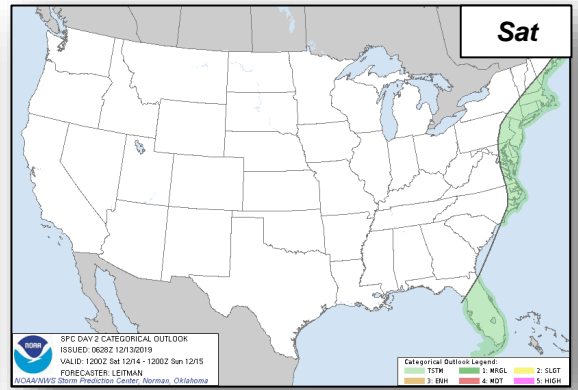 Sat
NOAA
SPC DAY 2 CATEGORICAL OUTLOOK
ISSUED: 0628Z 12/13/2019
VALID: 1200Z Sat 12/14 - 1200Z Sun 12/15
FORECASTER: LEITMAN
NOAA/NWS Storm Prediction Center, Norman, Oklahoma
Categorical Outlook Legend:
TSTM 1: MRGL 2: SLGT
3: ENH 4: MDT 5: HIGH